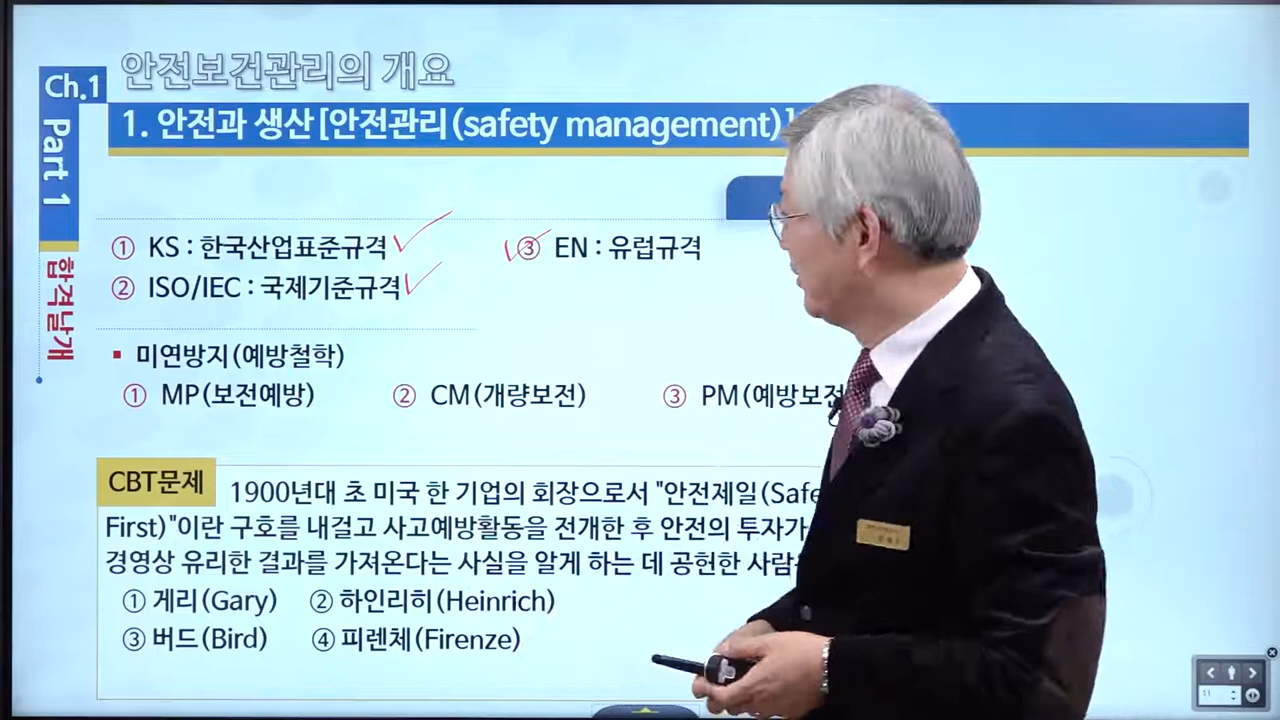 안전보건관리의 개요
Ch.1
Part 1
합격날개
1. 안전과 생산[안전관리(safety management)]
① KS : 한국산업표준규격
③ EN : 유럽규격
② ISO/IEC : 국제기준규격
▪ 미연방지(예방철학)
① MP(보전예방) ② CM(개량보전) ③ PM(예방보전
CBT문제
1900년대 초 미국 한 기업의 회장으로서 "안전제일(Safe
First)"이란 구호를 내걸고 사고예방활동을 전개한 후 안전의 투자가
경영상 유리한 결과를 가져온다는 사실을 알게 하는 데 공헌한 사람은
① 게리(Gary) ② 하인리히(Heinrich)
③ 버드(Bird) ④ 피렌체(Firenze)
11